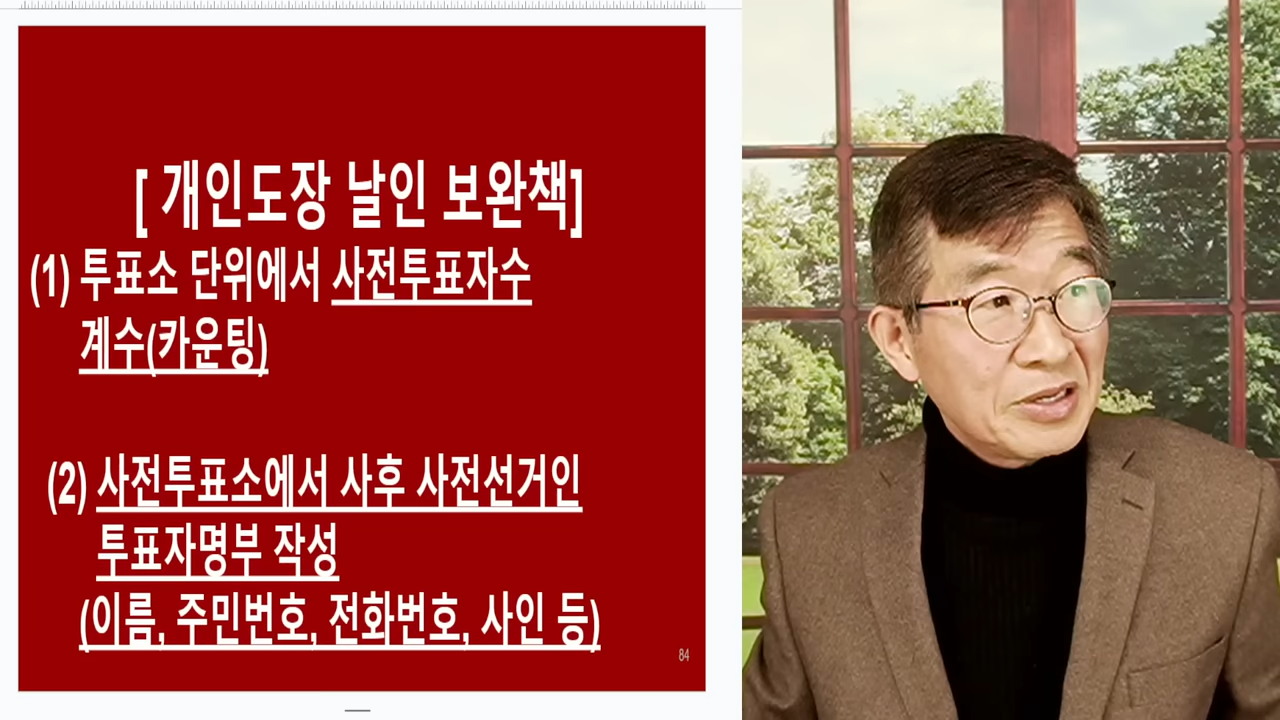 [ 개인도장 날인 보완책]
(1) 투표소 단위에서 사전투표자수
계수(카운팅)
(2) 사전투표소에서 사후 사전선거인
투표자명부 작성
(이름, 주민번호, 전화번호, 사인 등)
84